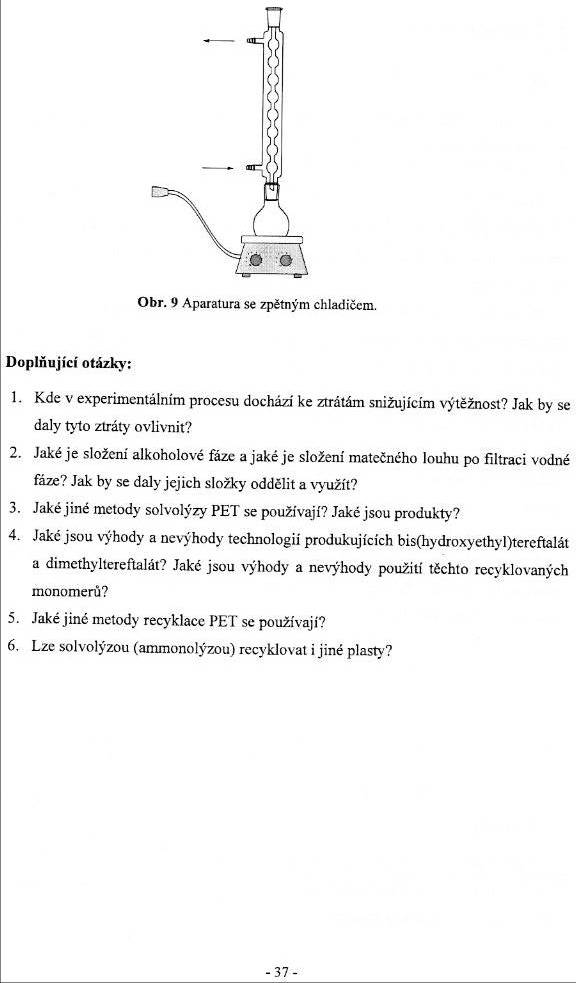 Obr. 9 Aparatura se zpětným chladičem.
Doplňující otázky:
1. Kde v experimentálním procesu dochází ke ztrátám snižujícím výtěžnost? Jak by se
daly tyto ztráty ovlivnit?
2. Jaké je složení alkoholové fáze a jaké je složení matečného louhu po filtraci vodné
fáze? Jak by se daly jejich složky oddělit a využít?
3. Jaké jiné metody solvolýzy PET se používají? Jaké jsou produkty?
4. Jaké jsou výhody a nevýhody technologií produkujících bis(hydroxyethyl)tereftalát
a dimethyltereftalát? Jaké jsou výhody a nevýhody použití těchto recyklovaných
monomerů?
5. Jaké jiné metody recyklace PET se používají?
6. Lze solvolýzou (ammonolýzou) recyklovat i jiné plasty?
- 37 -